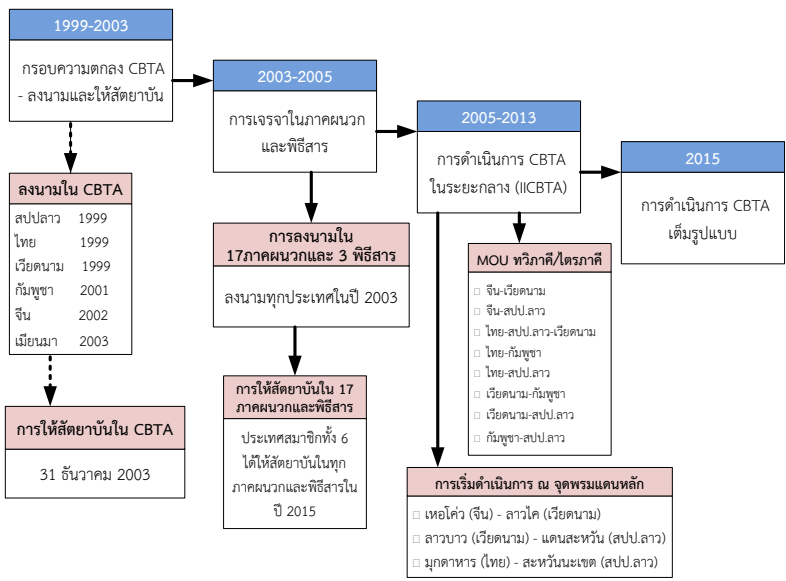 1999-2003
กรอบความตกลง CBTA
- ลงนามและให้สัตยาบัน
ลงนามใน CBTA
สปปลาว 1999
ไทย 1999
เวียดนาม 1999
กัมพูชา 2001
จีน 2002
เมียนมา 2003
การให้สัตยาบันใน CBTA
31 ธันวาคม 2003
2003-2005
การเจรจาในภาคผนวก
และพิธีสาร
การลงนามใน
17ภาคผนวกและ 3 พิธีสาร
ลงนามทุกประเทศในปี 2003
การให้สัตยาบันใน 17
ภาคผนวกและพิธีสาร
ประเทศสมาชิกทั้ง 6
ได้ให้สัตยาบันในทุก
ภาคผนวกและพิธีสารใน
ปี 2015
2005-2013
การดำเนินการ CBTA
ในระยะกลาง (IICBTA)
MOU ทวิภาคี/ไตรภาคี
□ จีน-เวียดนาม
□ จีน-สปป.ลาว
□ ไทย-สปป.ลาว-เวียดนาม
□ ไทย-กัมพูชา
□ ไทย-สปป.ลาว
□ เวียดนาม-กัมพูชา
□ เวียดนาม-สปป.ลาว
□ กัมพูชา-สปป.ลาว
การเริ่มดำเนินการ ณ จุดพรมแดนหลัก
□ เหอโค่ว (จีน) - ลาวไค (เวียดนาม)
□ ลาวบาว (เวียดนาม) - แดนสะหวัน (สปป.ลาว)
□ มุกดาหาร (ไทย) - สะหวันนะเขต (สปป.ลาว)
2015
การดำเนินการ CBTA
เต็มรูปแบบ